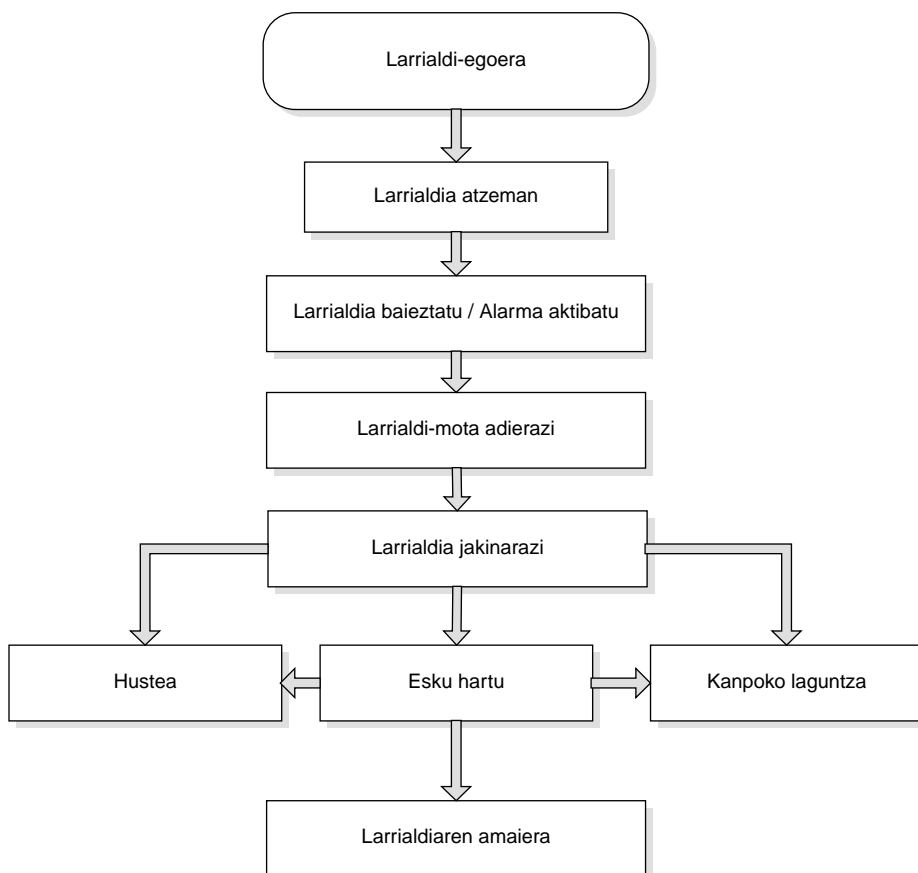 Larrialdi-egoera
Larrialdia atzeman
Larrialdia baieztatu / Alarma aktibatu
Larrialdi-mota adierazi
Larrialdia jakinarazi
Hustea
Esku hartu
Kanpoko laguntza
Larrialdiaren amaiera